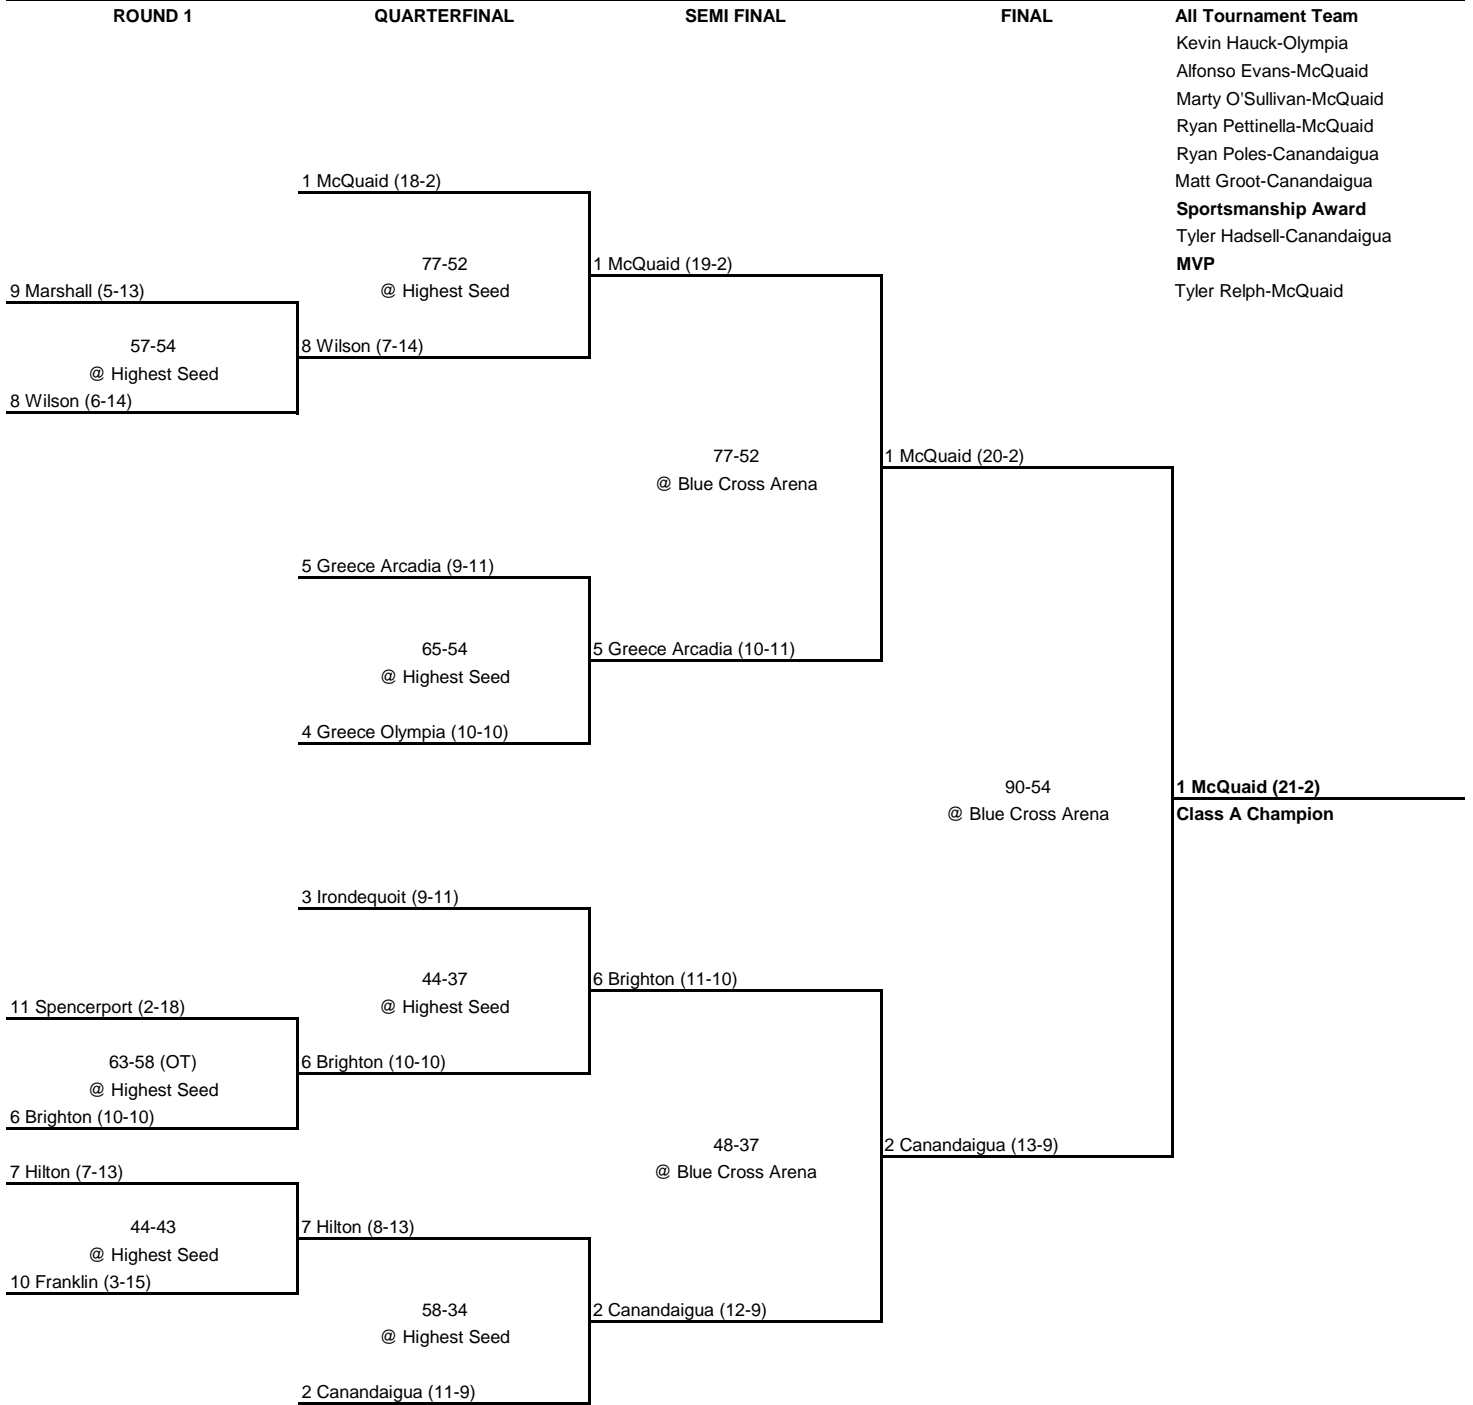 ROUND 1 QUARTERFINAL SEMI FINAL FINAL All Tournament Team
Kevin Hauck-Olympia
Alfonso Evans-McQuaid
Marty O'Sullivan-McQuaid
Ryan Pettinella-McQuaid
Ryan Poles-Canandaigua
1 McQuaid (18-2) Matt Groot-Canandaigua
Sportsmanship Award
Tyler Hadsell-Canandaigua
77-52 1 McQuaid (19-2) MVP
9 Marshall (5-13) @ Highest Seed Tyler Relph-McQuaid
57-54 8 Wilson (7-14)
@ Highest Seed
8 Wilson (6-14)
77-52 1 McQuaid (20-2)
@ Blue Cross Arena
5 Greece Arcadia (9-11)
65-54 5 Greece Arcadia (10-11)
@ Highest Seed
4 Greece Olympia (10-10)
90-54 1 McQuaid (21-2)
@ Blue Cross Arena Class A Champion
3 Irondequoit (9-11)
44-37 6 Brighton (11-10)
11 Spencerport (2-18) @ Highest Seed
63-58 (OT) 6 Brighton (10-10)
@ Highest Seed
6 Brighton (10-10)
48-37 2 Canandaigua (13-9)
7 Hilton (7-13) @ Blue Cross Arena
44-43 7 Hilton (8-13)
@ Highest Seed
10 Franklin (3-15)
58-34 2 Canandaigua (12-9)
@ Highest Seed
2 Canandaigua (11-9)